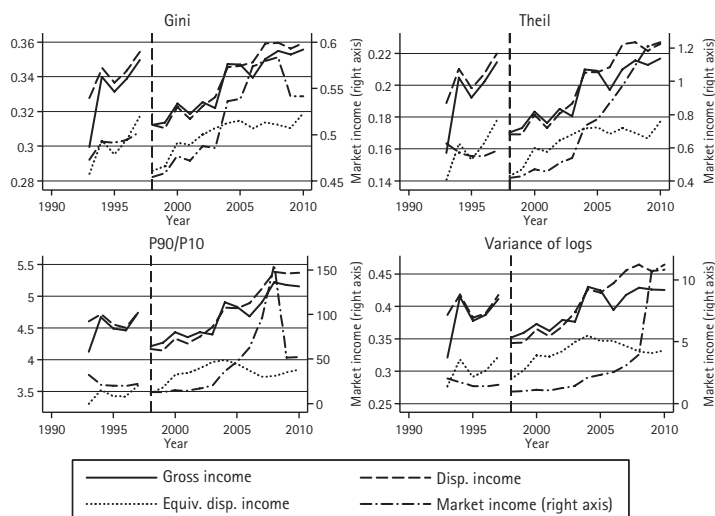 Gini
Theil
0.36
0.34
0.32
0.3
0.28
0.6
0.55
0.5
0.45
Market income (right axis)
1990 1995 2000 2005 2010
Year
0.22
0.2
0.18
0.16
0.14
1.2
1
0.8
0.6
0.4
Market income (right axis)
1990 1995 2000 2005 2010
Year
P90/P10
Variance of logs
5.5
5
4.5
4
3.5
150
100
50
0
Market income (right axis)
1990 1995 2000 2005 2010
Year
0.45
0.4
0.35
0.3
0.25
10
5
0
Market income (right axis)
1990 1995 2000 2005 2010
Year
Gross income
Disp. income
Equiv. disp. income
Market income (right axis)